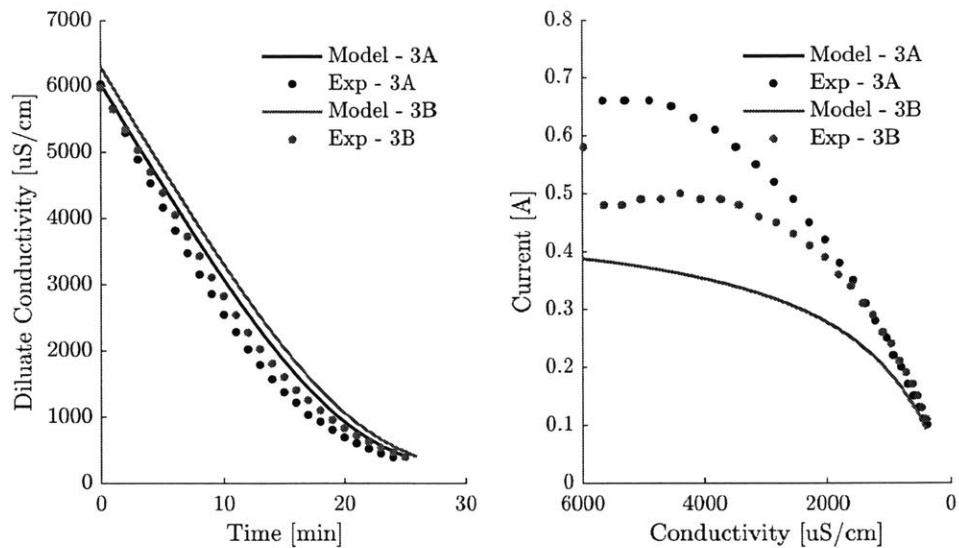 7000
6000
5000
4000
3000
2000
1000
0
0
10
20
30
Diluate Conductivity [uS/cm]
Time [min]
Model - 3A
Exp - 3A
Model - 3B
Exp - 3B
0.8
0.7
0.6
0.5
0.4
0.3
0.2
0.1
0
6000
4000
2000
0
Current [A]
Conductivity [uS/cm]
Model - 3A
Exp - 3A
Model - 3B
Exp - 3B